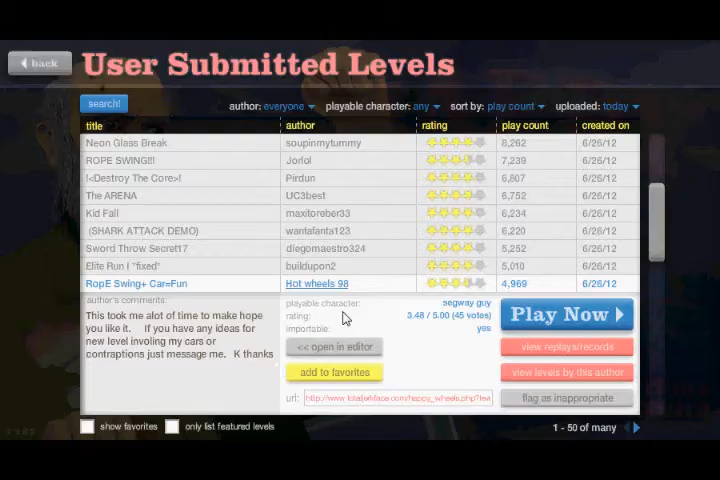 back
User Submitted Levels
search!
author: everyone playable character: any sort by: play count uploaded: today
title author rating play count created on
Neon Glass Break soupinmytummy 8,262 6/26/12
ROPE SWING!!! Jorlol 7,239 6/26/12
!<Destroy The Core>! Pirdun 6,807 6/26/12
The ARENA UC3best 6,752 6/26/12
Kid Fall maxitoreber33 6,234 6/26/12
(SHARK ATTACK DEMO) wantafanta123 6,220 6/26/12
Sword Throw Secret17 diegomaestro324 5,252 6/26/12
Elite Run I "fixed" buildupon2 5,010 6/26/12
RopE Swing+ Car=Fun Hot wheels 98 4,969 6/26/12
author's comments:
This took me alot of time to make hope
you like it. If you have any ideas for
new level involing my cars or
contraptions just message me. K thanks
playable character: segway guy
rating: 3.48 / 5.00 (45 votes)
importable: yes
<< open in editor
add to favorites
url: http://www.totaljerkface.com/happy_wheels.php?lev
Play Now
view replays/records
view levels by this author
flag as inappropriate
show favorites only list featured levels 1 - 50 of many